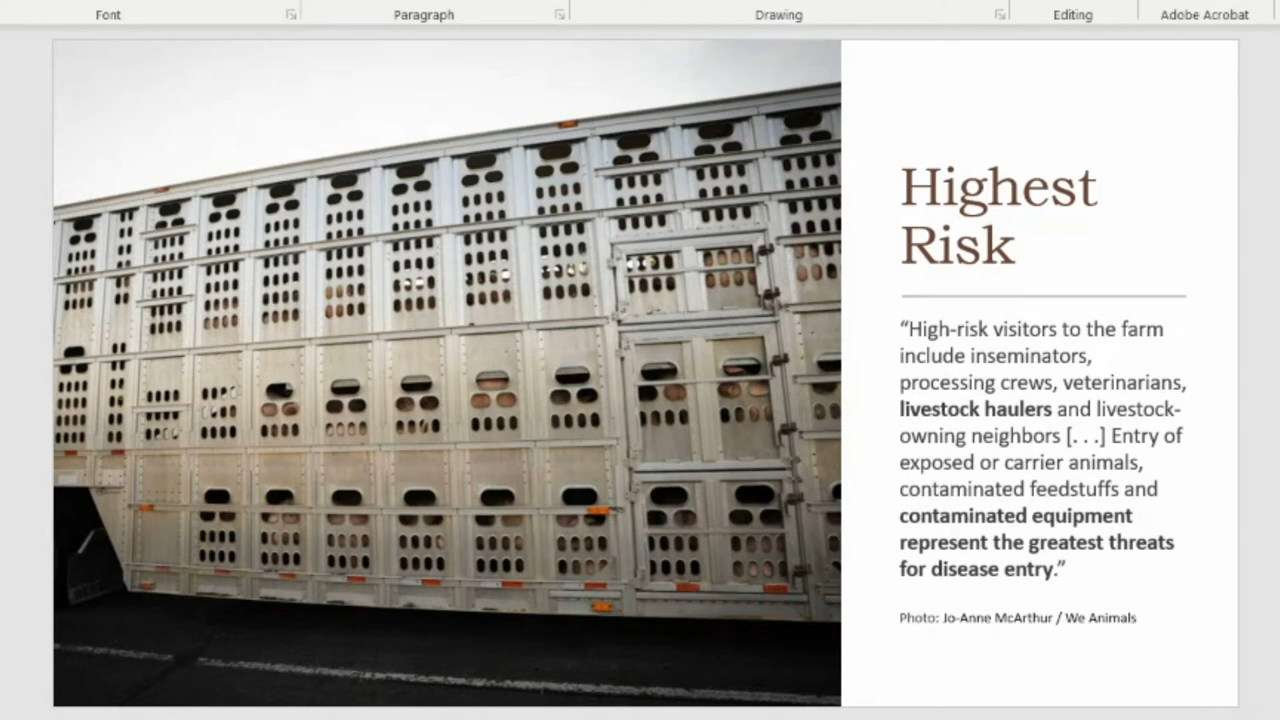 Font
Paragraph
Drawing
Editing
Adobe Acrobat
Highest
Risk
“High-risk visitors to the farm
include inseminators,
processing crews, veterinarians,
livestock haulers and livestock-
owning neighbors [. . .] Entry of
exposed or carrier animals,
contaminated feedstuffs and
contaminated equipment
represent the greatest threats
for disease entry.”
Photo: Jo-Anne McArthur / We Animals